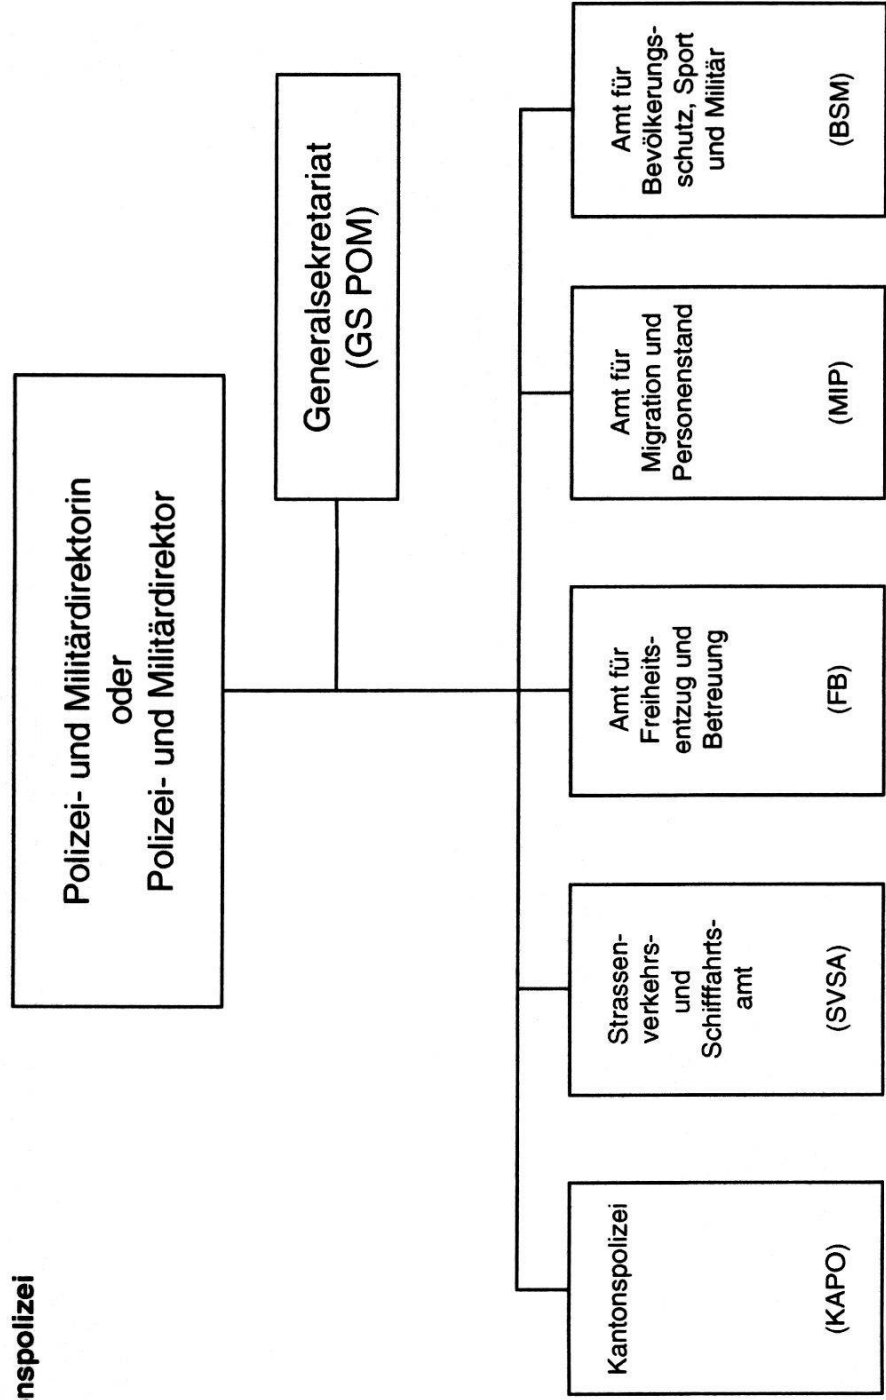 nspolizei
Polizei- und Militärdirektorin
oder
Polizei- und Militärdirektor
Generalsekretariat
(GS POM)
Kantonspolizei
(KAPO)
Strassen-
verkehrs-
und
Schifffahrts-
amt
(SVSA)
Amt für
Freiheits-
entzug und
Betreuung
(FB)
Amt für
Migration und
Personenstand
(MIP)
Amt für
Bevölkerungs-
schutz, Sport
und Militär
(BSM)